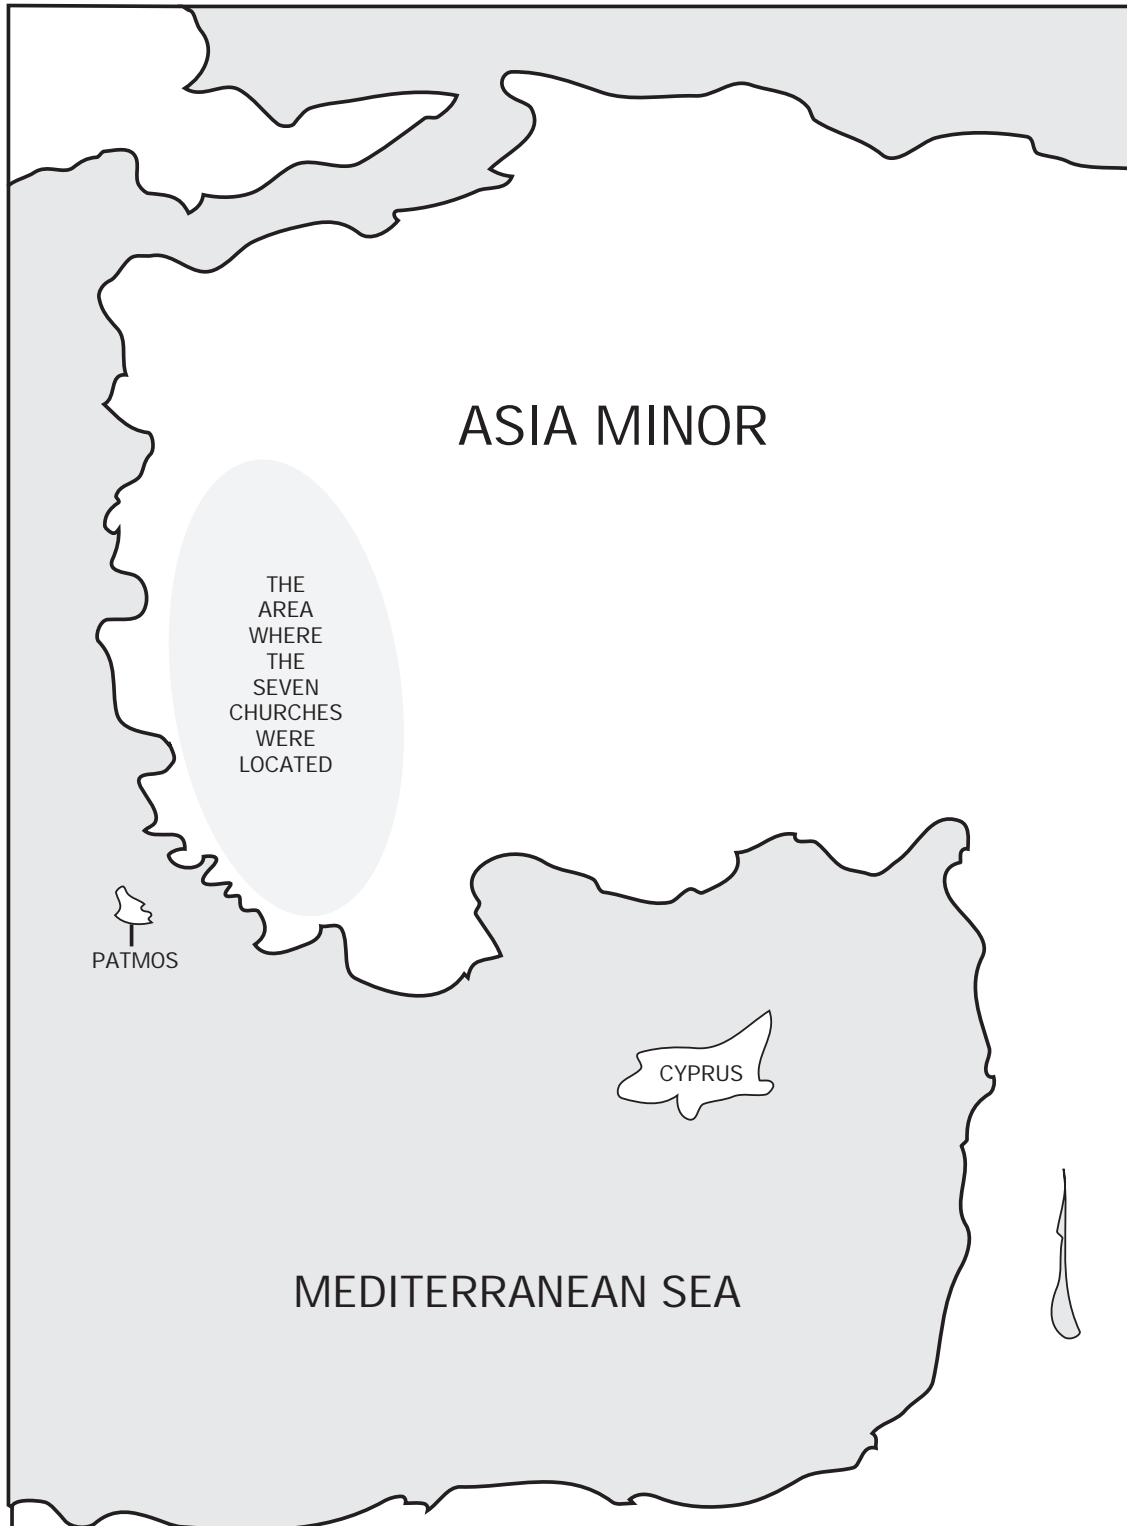 ASIA MINOR
THE
AREA
WHERE
THE
SEVEN
CHURCHES
WERE
LOCATED
PATMOS
CYPRUS
MEDITERRANEAN SEA